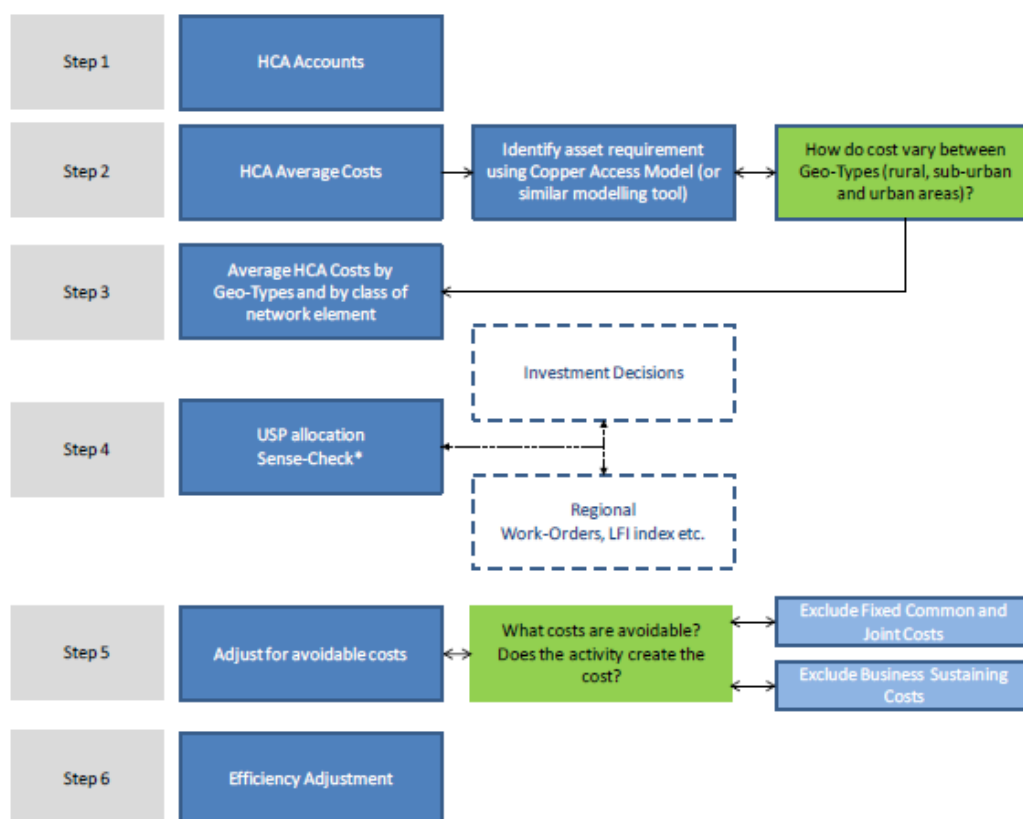 Step 1
HCA Accounts
Step 2
HCA Average Costs
Identify asset requirement
using Copper Access Model (or
similar modelling tool)
How do cost vary between
Geo-Types (rural, sub-urban
and urban areas)?
Step 3
Average HCA Costs by
Geo-Types and by class of
network element
Investment Decisions
Step 4
USP allocation
Sense-Check*
Regional
Work-Orders, LFI index etc.
Step 5
Adjust for avoidable costs
What costs are avoidable?
Does the activity create the
cost?
Exclude Fixed Common and
Joint Costs
Exclude Business Sustaining
Costs
Step 6
Efficiency Adjustment